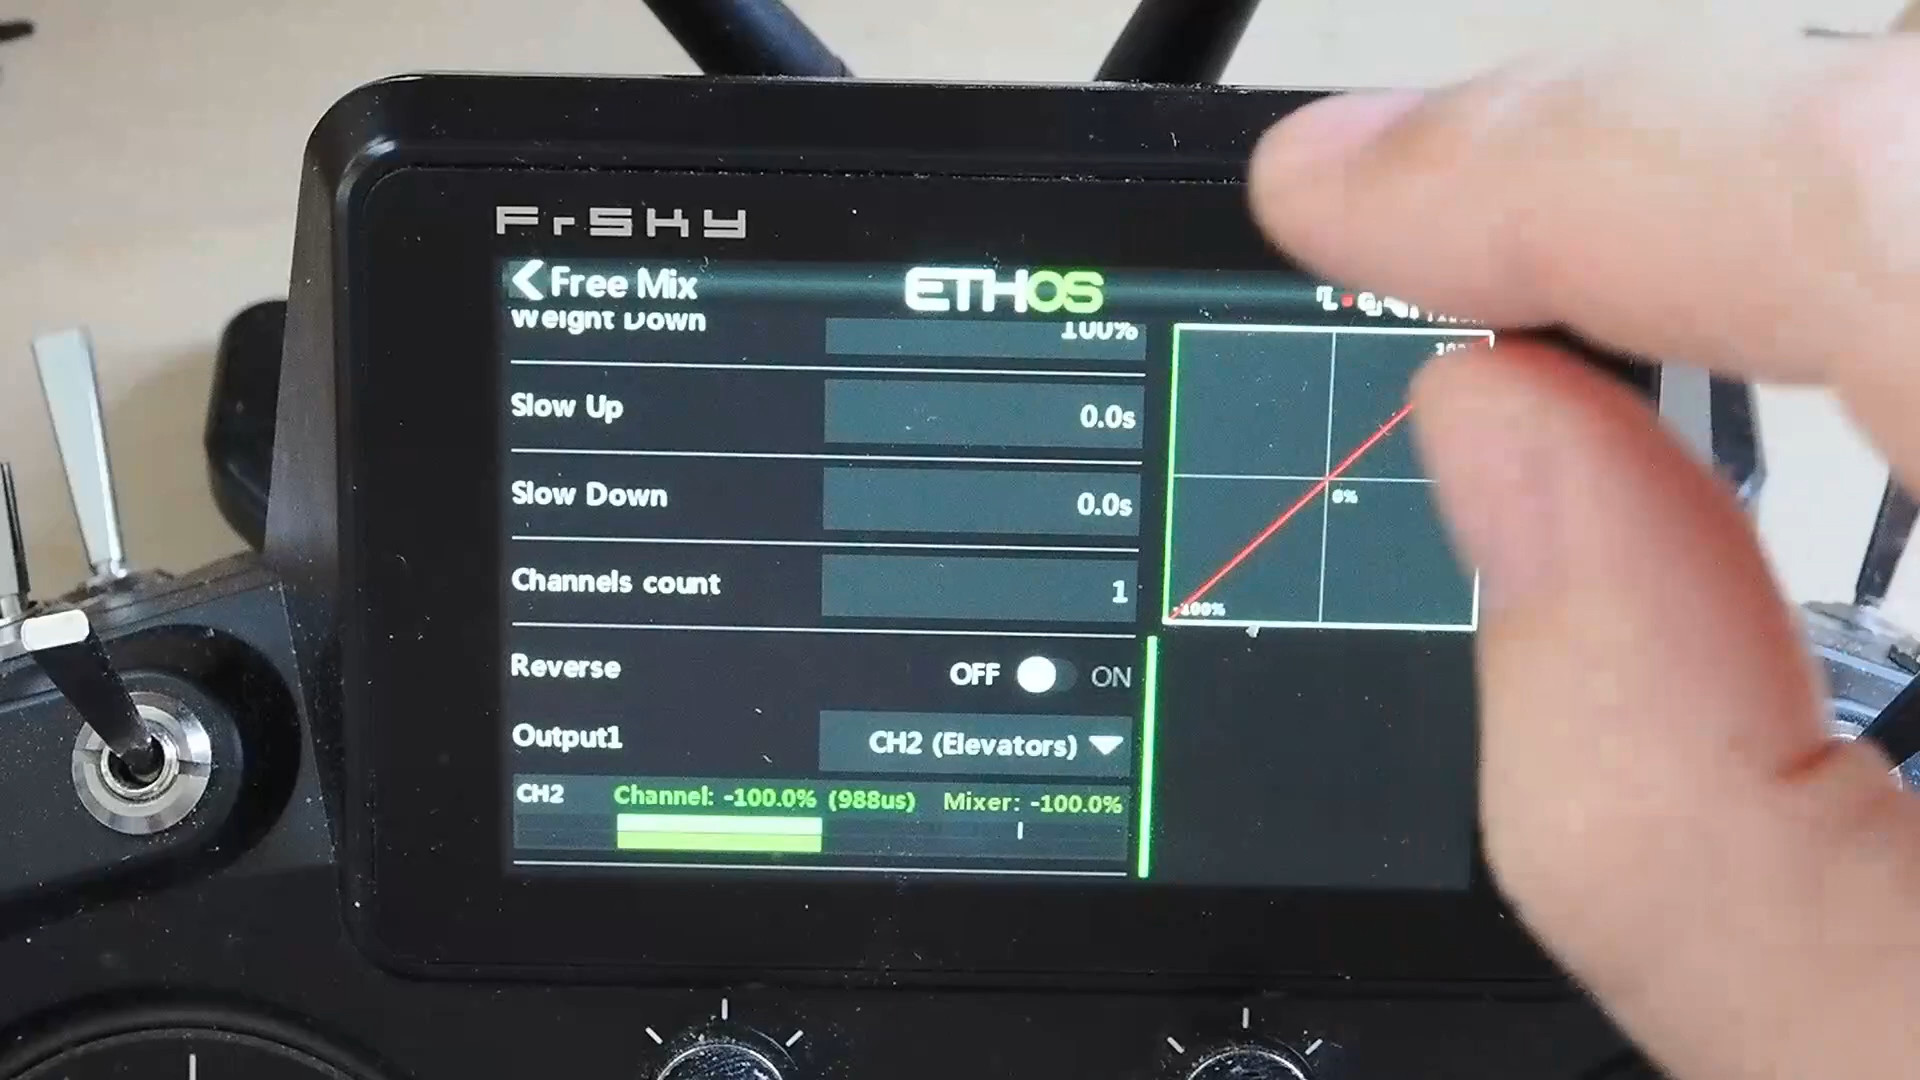 FrSKY
Free Mix
ETHOS
Weight Down 100%
Slow Up 0.0s
Slow Down 0.0s
Channels count 1
Reverse OFF ON
Output1 CH2 (Elevators)
CH2 Channel: -100.0% (988us) Mixer: -100.0%
0%
-100%